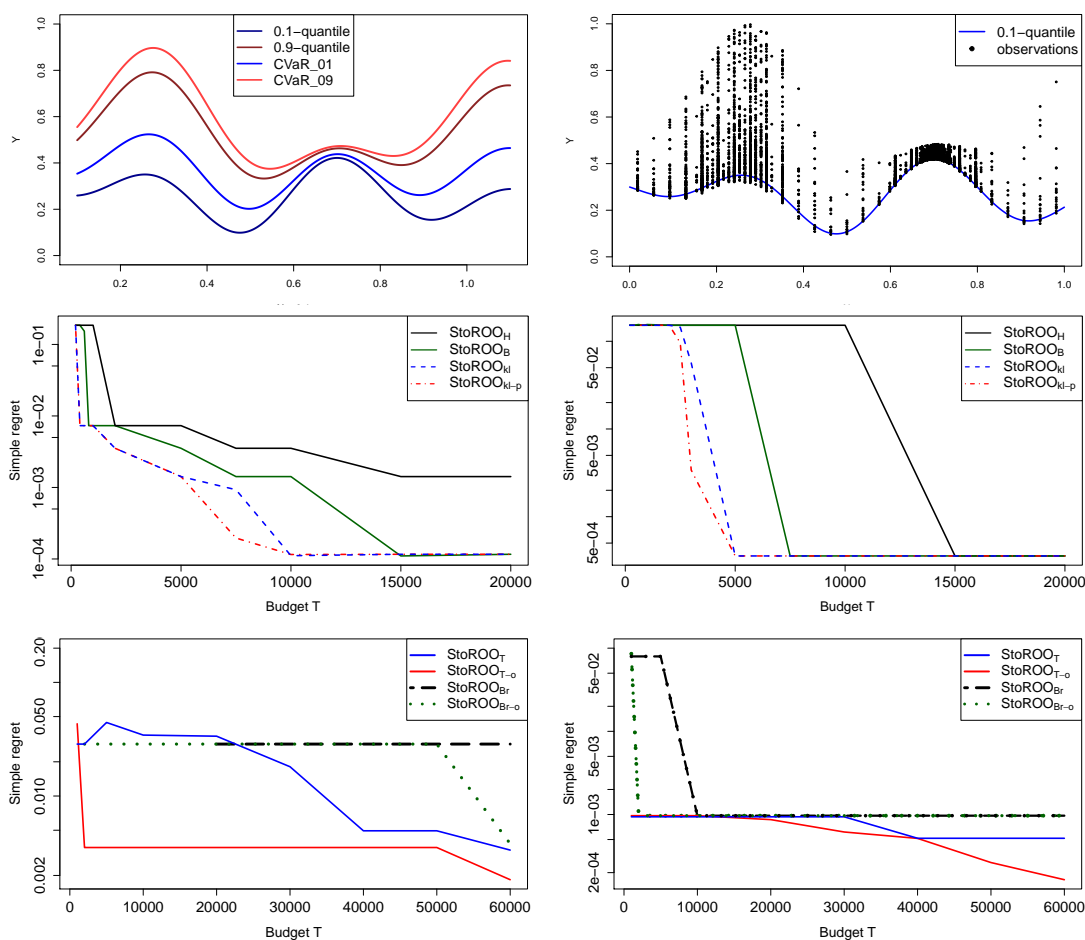 0.1−quantile
0.9−quantile
CVaR_01
CVaR_09
Y
0.0
0.2
0.4
0.6
0.8
1.0
0.2
0.4
0.6
0.8
1.0
0.1−quantile
observations
Y
0.0
0.2
0.4
0.6
0.8
1.0
0.0
0.2
0.4
0.6
0.8
1.0
StoROO_H
StoROO_B
StoROO_kl
StoROO_kl−p
Simple regret
1e−01
1e−02
1e−03
1e−04
0
5000
10000
15000
20000
Budget T
StoROO_H
StoROO_B
StoROO_kl
StoROO_kl−p
Simple regret
5e−02
5e−03
5e−04
0
5000
10000
15000
20000
Budget T
StoROO_T
StoROO_T−o
StoROO_Br
StoROO_Br−o
Simple regret
0.200
0.050
0.010
0.002
0
10000
20000
30000
40000
50000
60000
Budget T
StoROO_T
StoROO_T−o
StoROO_Br
StoROO_Br−o
Simple regret
5e−02
5e−03
1e−03
2e−04
0
10000
20000
30000
40000
50000
60000
Budget T